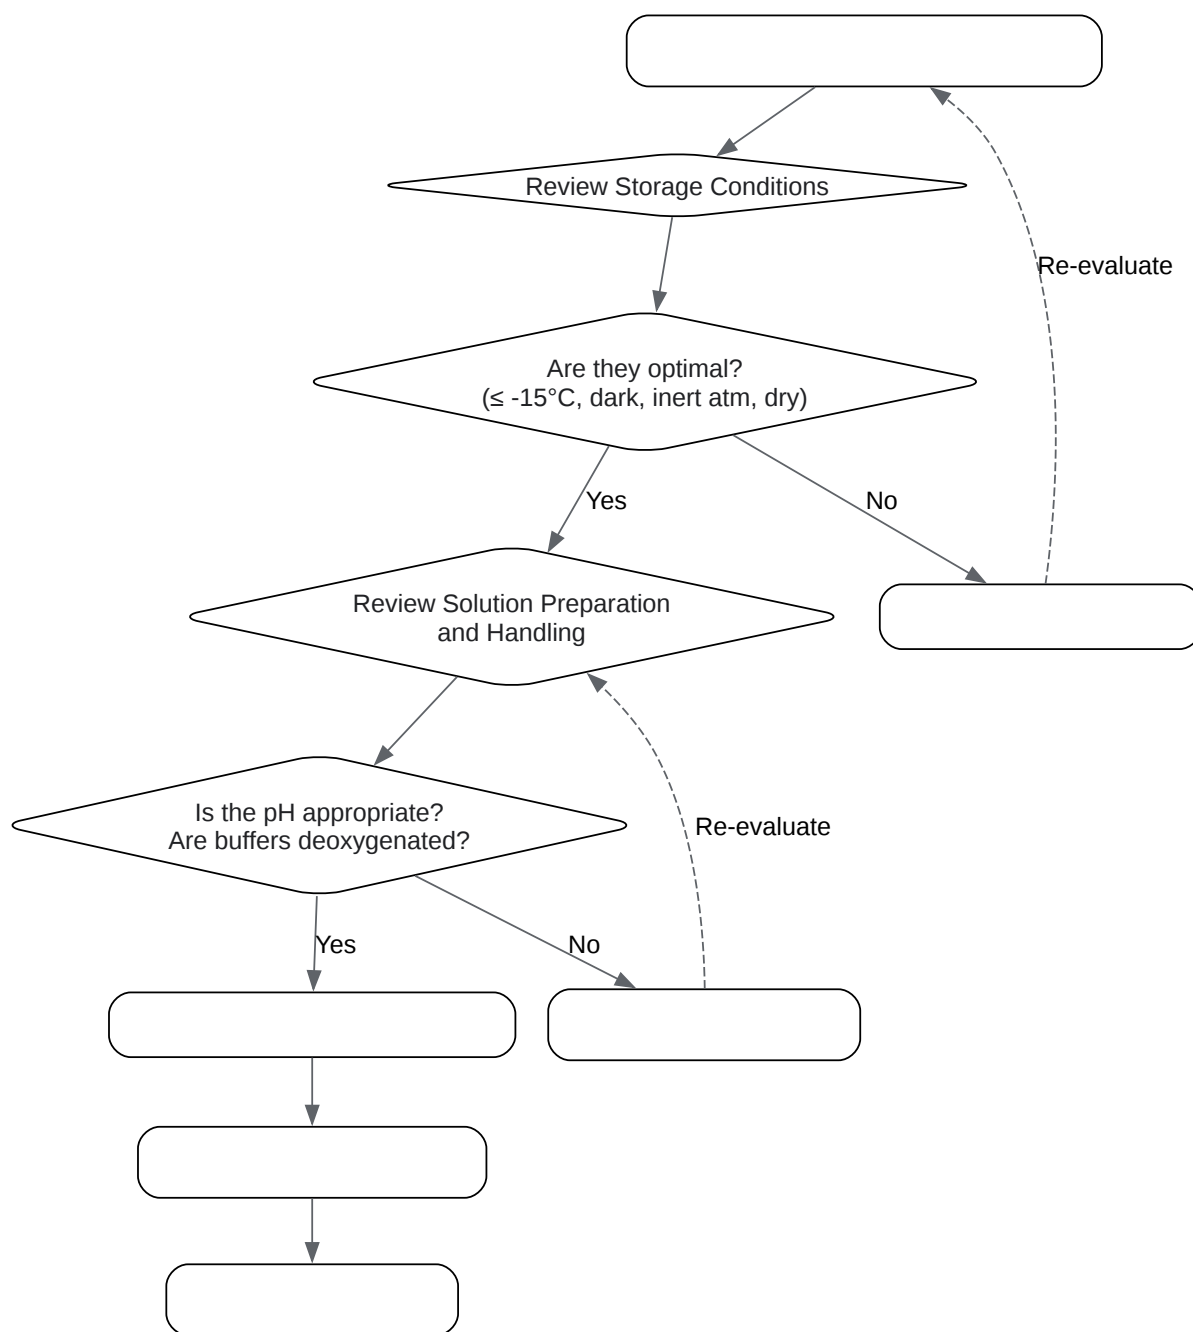 Review Storage Conditions
Re-evaluate
Are they optimal?
(≤ -15°C, dark, inert atm, dry)
Yes
No
Review Solution Preparation
and Handling
Is the pH appropriate?
Are buffers deoxygenated?
Re-evaluate
Yes
No